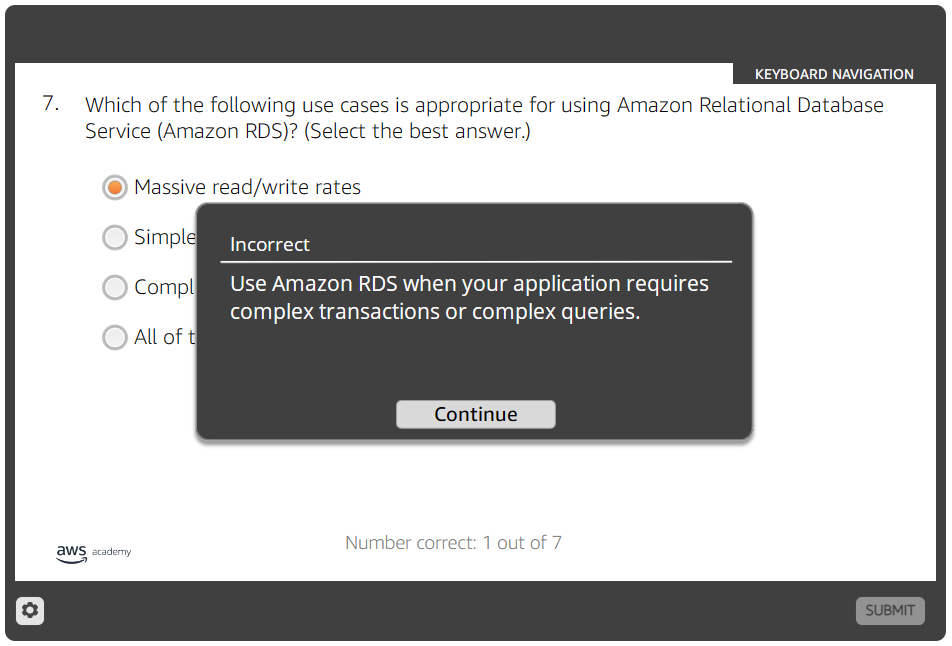 KEYBOARD NAVIGATION
7. Which of the following use cases is appropriate for using Amazon Relational Database
Service (Amazon RDS)? (Select the best answer.)
Massive read/write rates
Simple
Compl
All of t
Incorrect
Use Amazon RDS when your application requires
complex transactions or complex queries.
Continue
Number correct: 1 out of 7
aws academy
SUBMIT